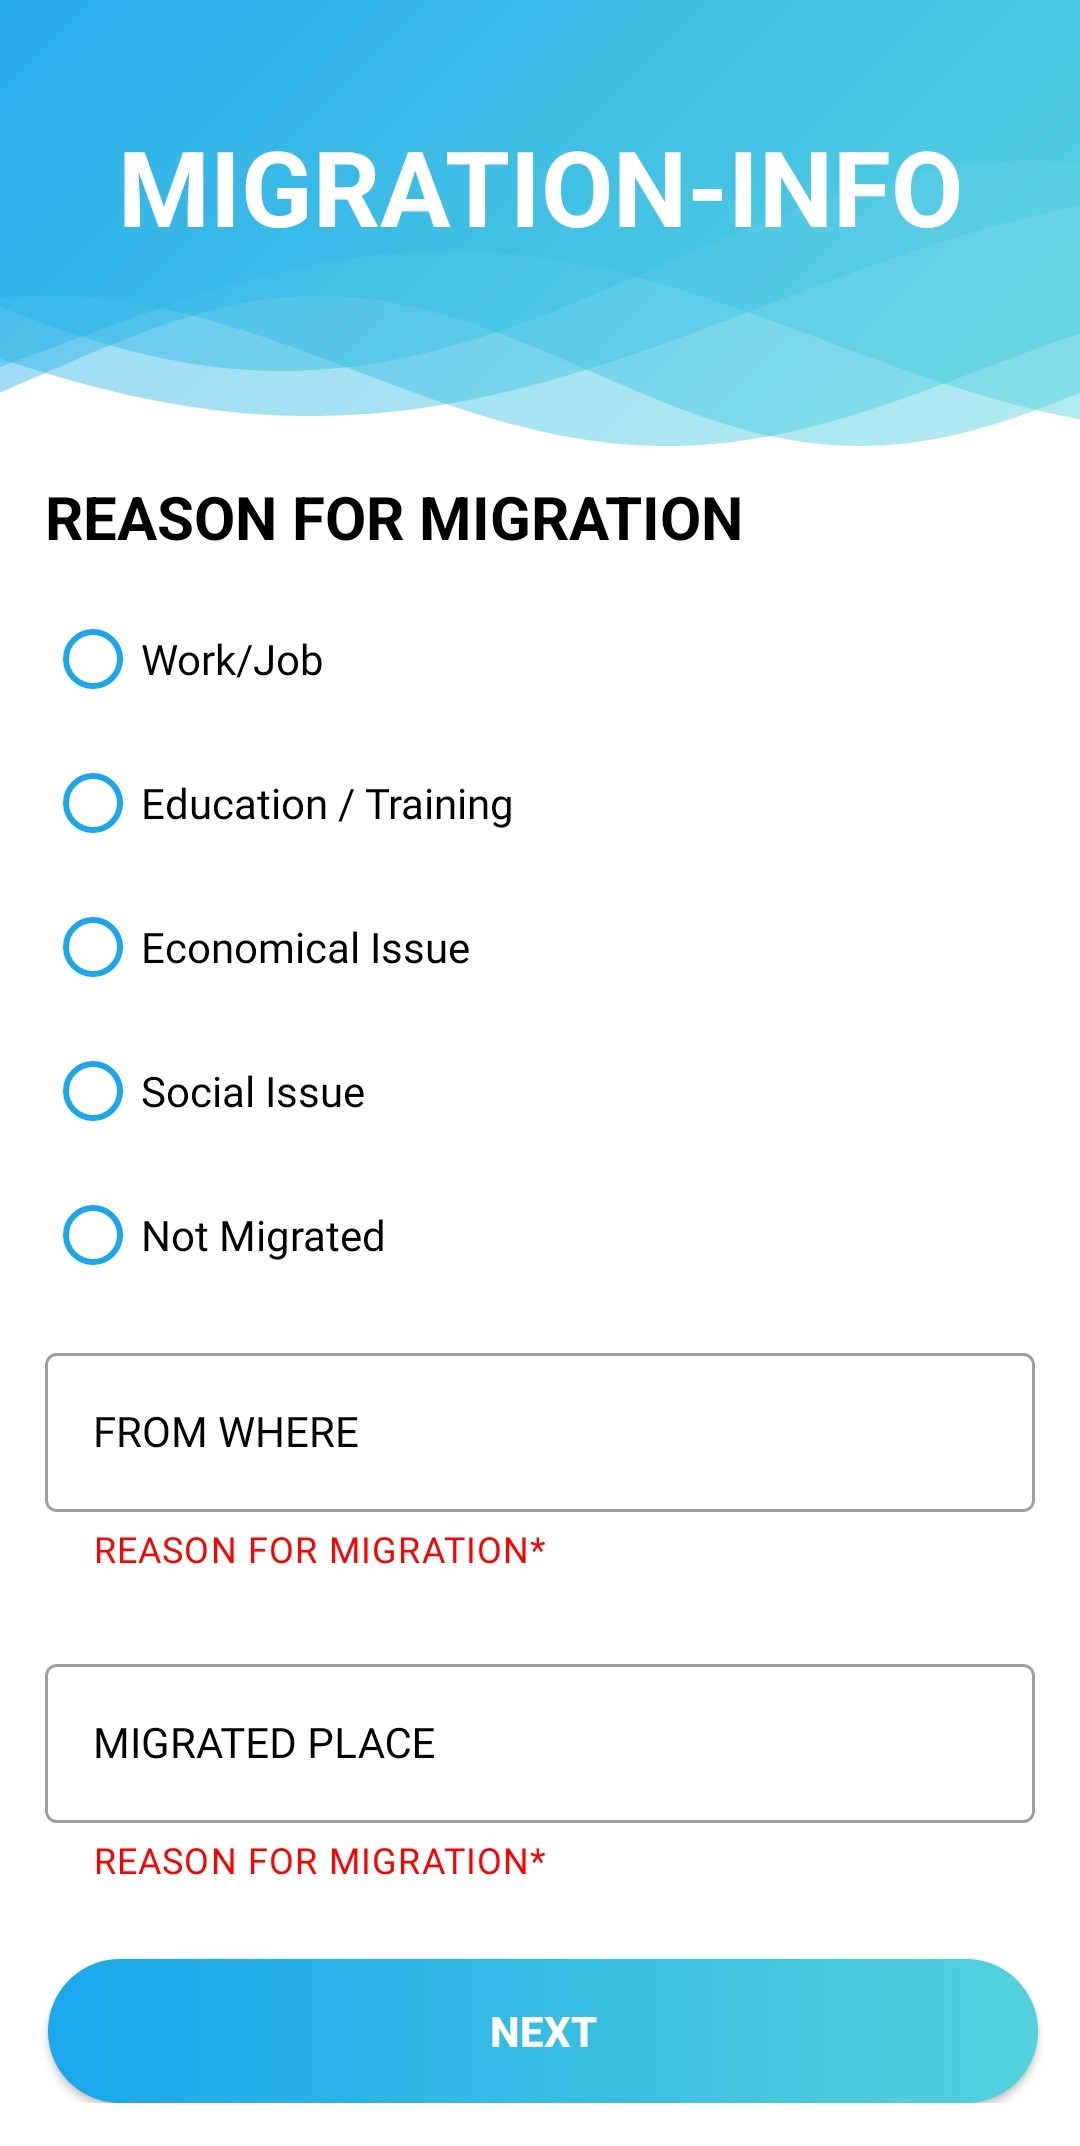 MIGRATION-INFO
REASON FOR MIGRATION
Work/Job
Education / Training
Economical Issue
Social Issue
Not Migrated
FROM WHERE
REASON FOR MIGRATION*
MIGRATED PLACE
REASON FOR MIGRATION*
NEXT